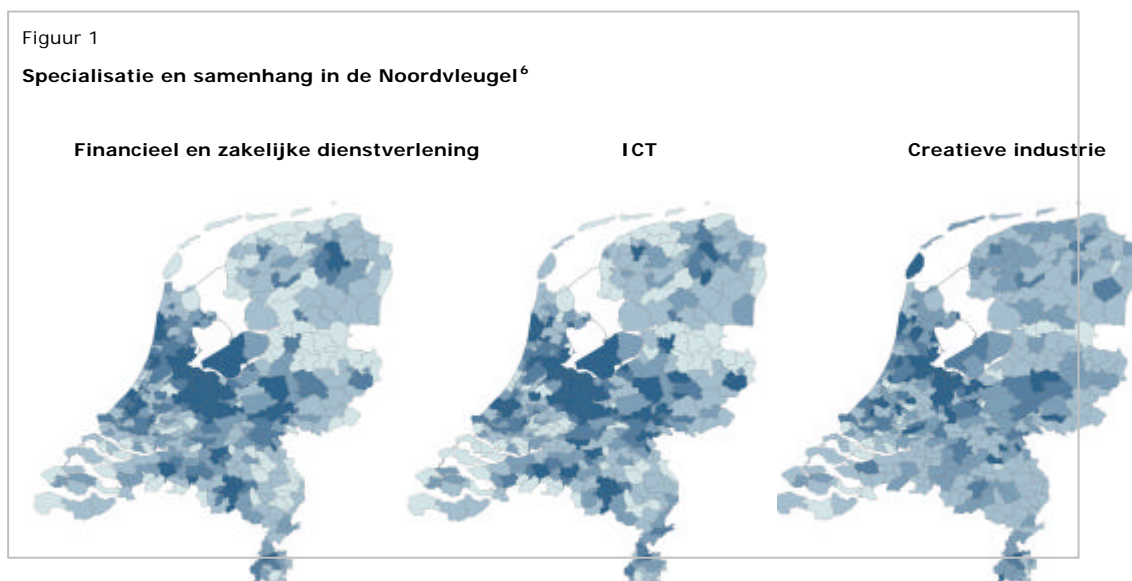 Figuur 1
Specialisatie en samenhang in de Noordvleugel6
Financieel en zakelijke dienstverlening ICT Creatieve industrie